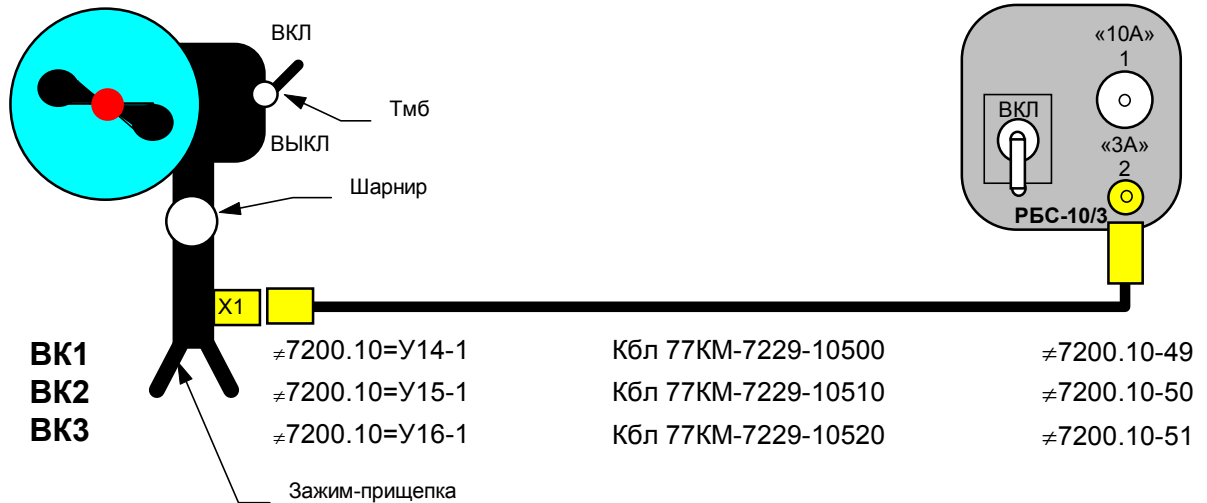 ВКЛ
Тмб
ВЫКЛ
Шарнир
«10А»
1
ВКЛ
«3А»
2
РБС-10/3
X1
ВК1 ≠7200.10=У14-1 Кбл 77КМ-7229-10500 ≠7200.10-49
ВК2 ≠7200.10=У15-1 Кбл 77КМ-7229-10510 ≠7200.10-50
ВК3 ≠7200.10=У16-1 Кбл 77КМ-7229-10520 ≠7200.10-51
Зажим-прищепка